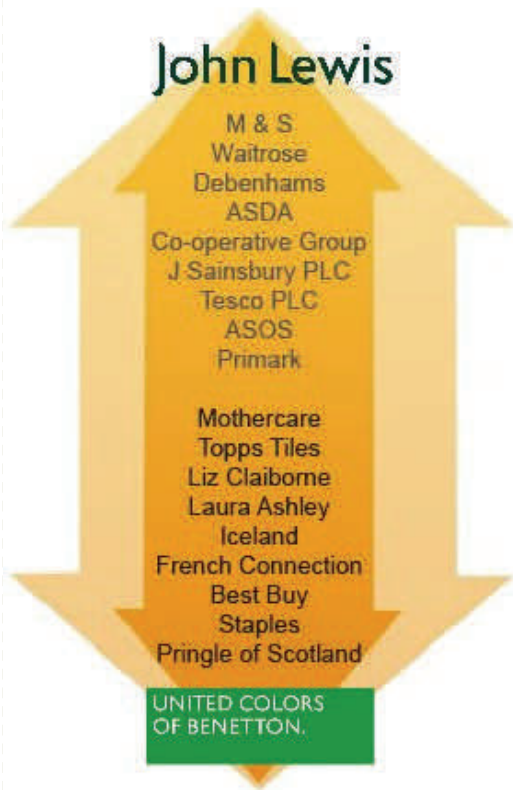 John Lewis
M & S
Waitrose
Debenhams
ASDA
Co-operative Group
J Sainsbury PLC
Tesco PLC
ASOS
Primark
Mothercare
Topps Tiles
Liz Claiborne
Laura Ashley
Iceland
French Connection
Best Buy
Staples
Pringle of Scotland
UNITED COLORS
OF BENETTON.